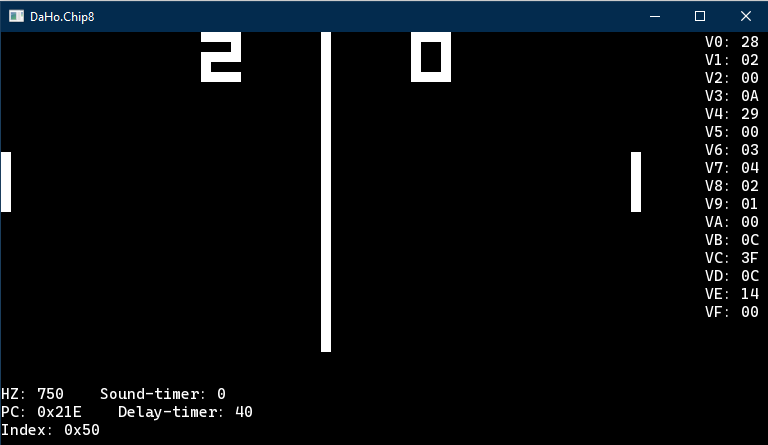 DaHo.Chip8
2 0
V0: 28
V1: 02
V2: 00
V3: 0A
V4: 29
V5: 00
V6: 03
V7: 04
V8: 02
V9: 01
VA: 00
VB: 0C
VC: 3F
VD: 0C
VE: 14
VF: 00
HZ: 750 Sound-timer: 0
PC: 0x21E Delay-timer: 40
Index: 0x50